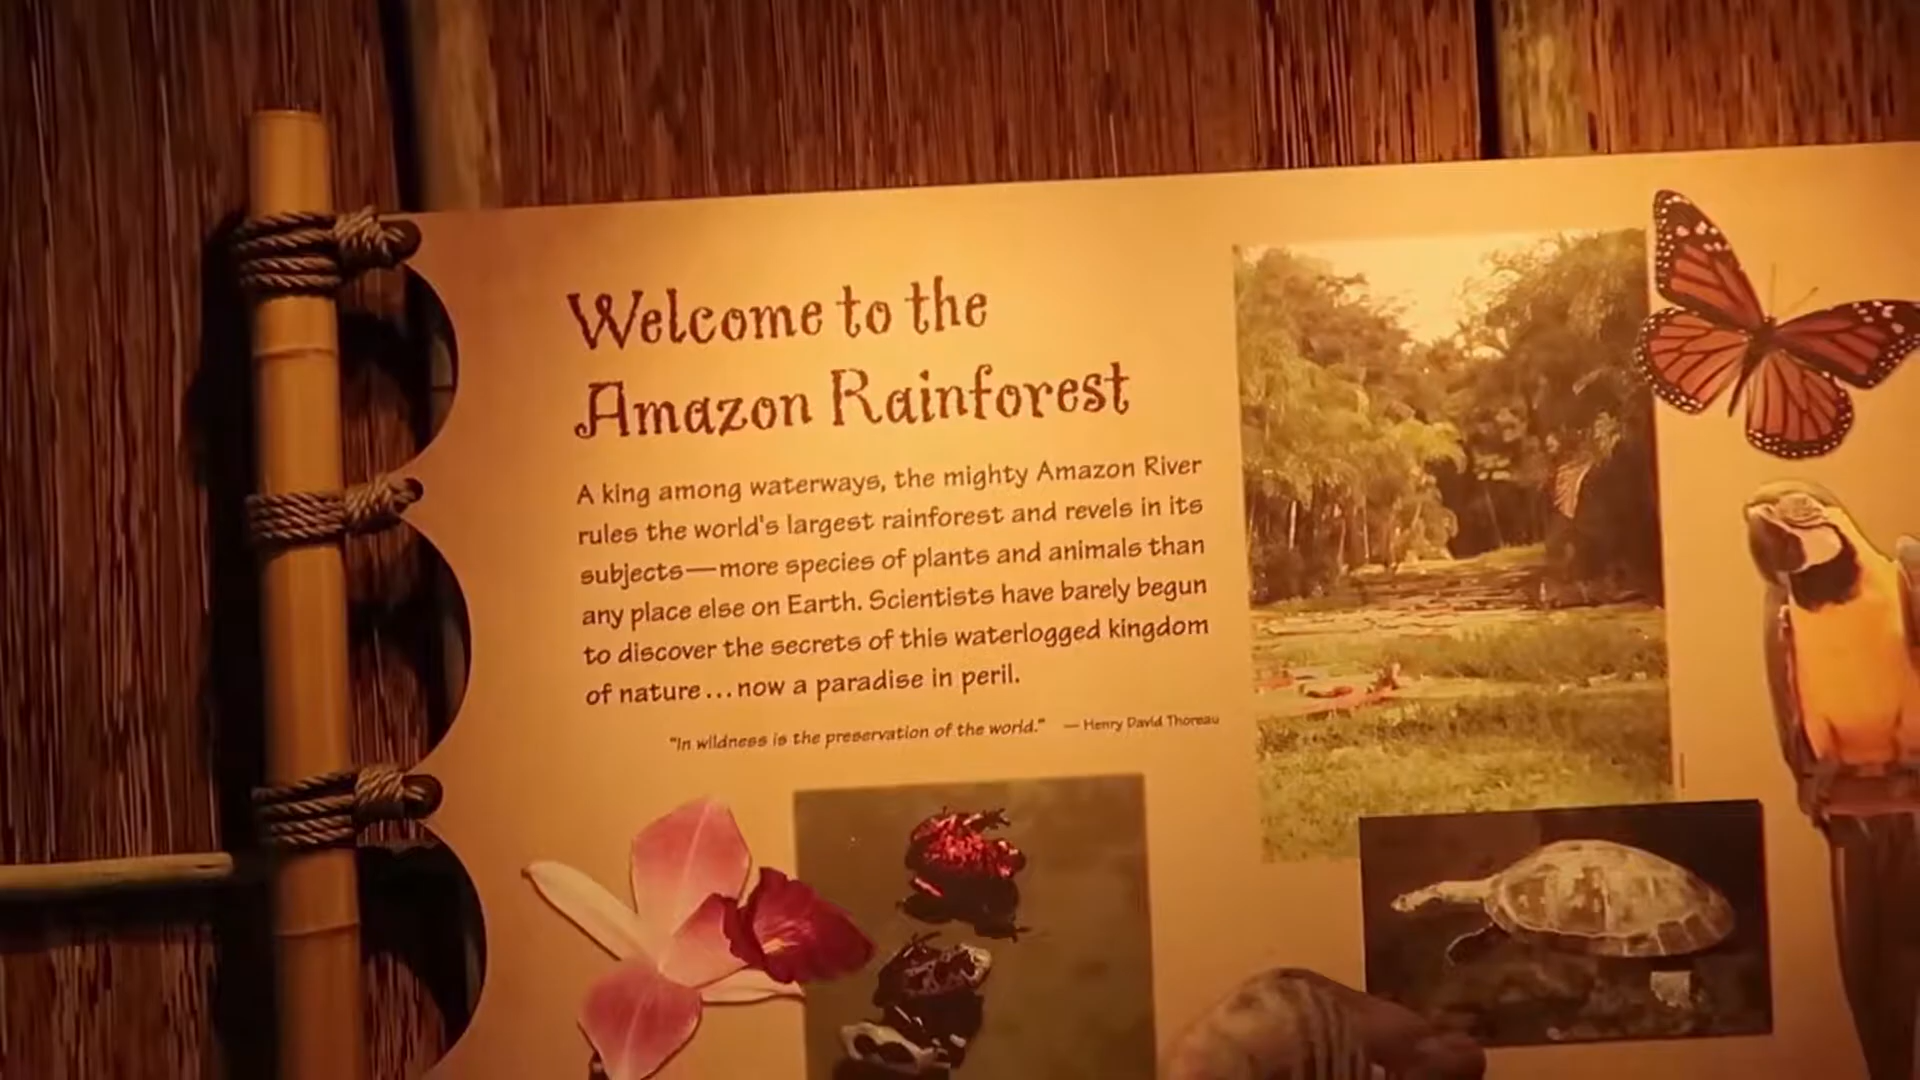 Welcome to the
Amazon Rainforest
A king among waterways, the mighty Amazon River
rules the world's largest rainforest and revels in its
subjects—more species of plants and animals than
any place else on Earth. Scientists have barely begun
to discover the secrets of this waterlogged kingdom
of nature...now a paradise in peril.
"In wildness is the preservation of the world." — Henry David Thoreau